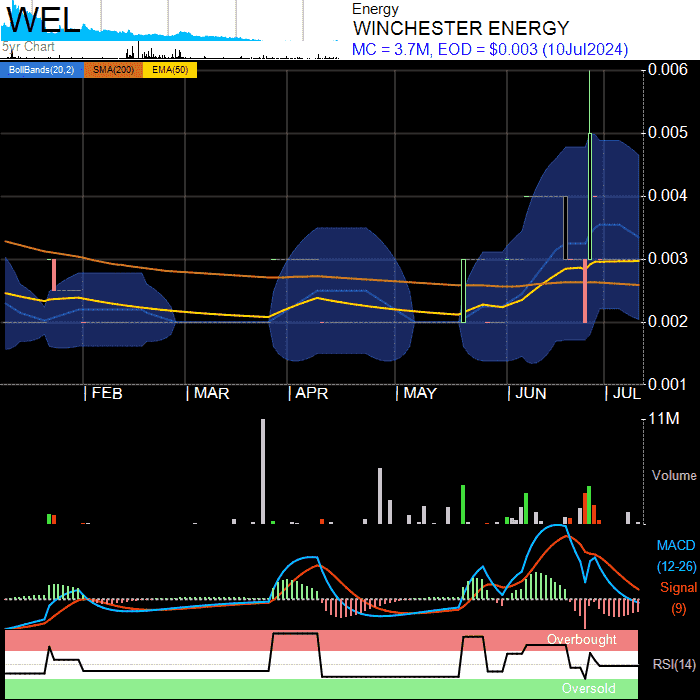 WEL
5yr Chart
Energy
WINCHESTER ENERGY
MC = 3.7M, EOD = $0.003 (10Jul2024)
BollBands(20,2) SMA(200) EMA(50)
0.006
0.005
0.004
0.003
0.002
0.001
FEB MAR APR MAY JUN JUL
11M
Volume
MACD
(12-26)
Signal
(9)
Overbought
RSI(14)
Oversold